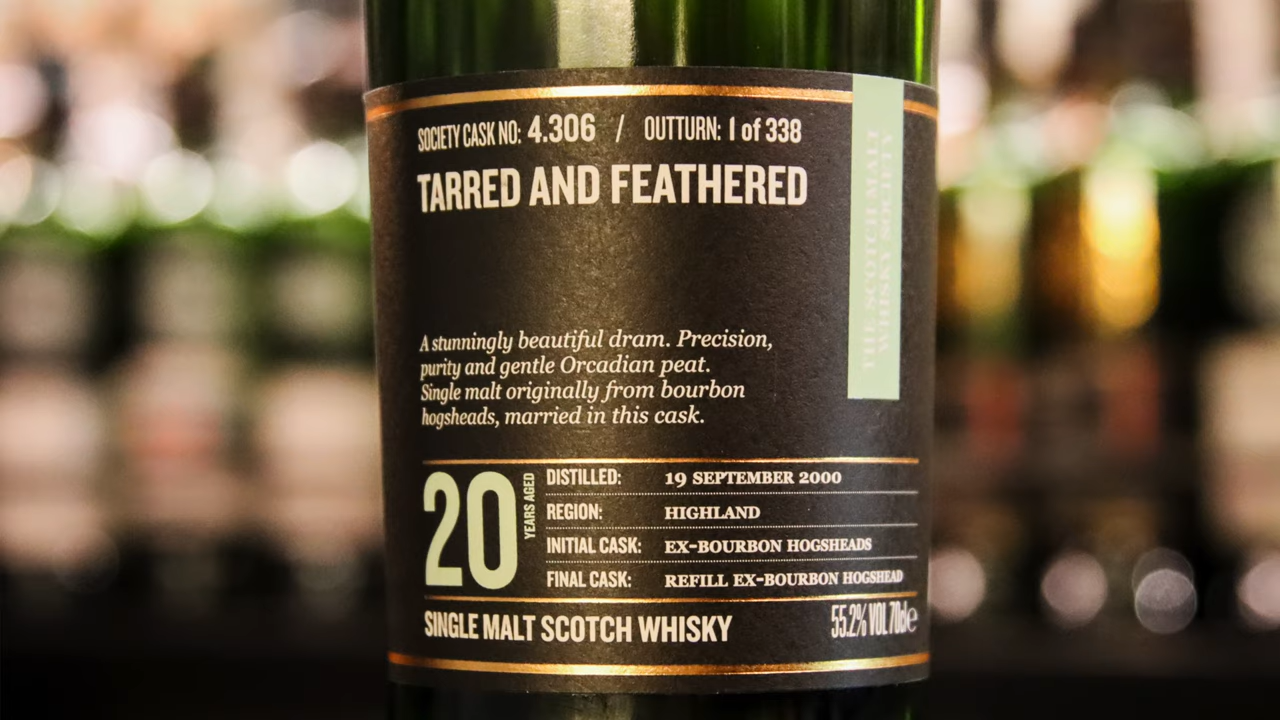 SOCIETY CASK NO: 4.306 / OUTTURN: 1 of 338
TARRED AND FEATHERED
THE SCOTCH MALT
WHISKY SOCIETY
A stunningly beautiful dram. Precision,
purity and gentle Orcadian peat.
Single malt originally from bourbon
hogsheads, married in this cask.
20 YEARS AGED
DISTILLED: 19 SEPTEMBER 2000
REGION: HIGHLAND
INITIAL CASK: EX-BOURBON HOGSHEADS
FINAL CASK: REFILL EX-BOURBON HOGSHEAD
SINGLE MALT SCOTCH WHISKY
55.2% VOL 70cl e